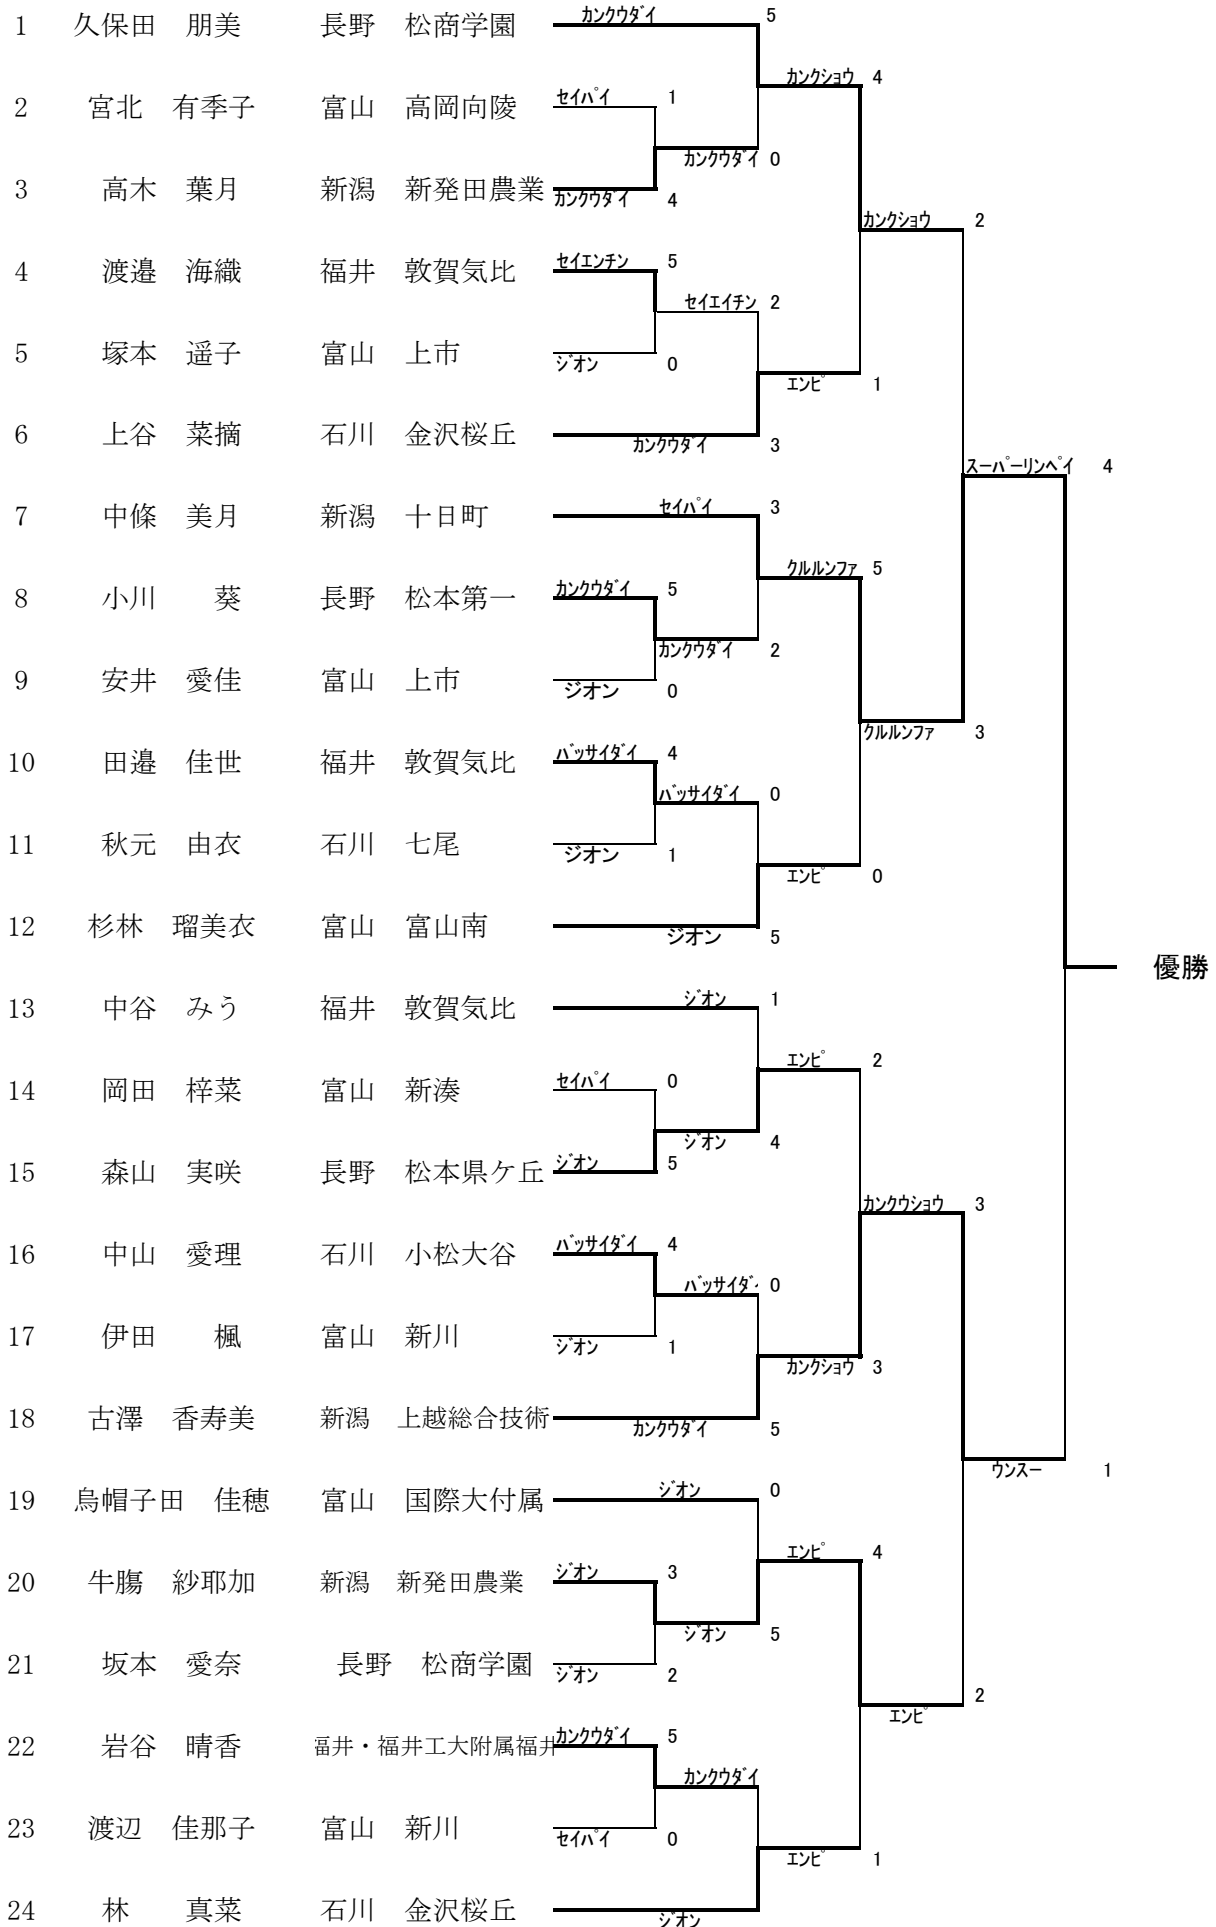 カンクウダイ 5
1 久保田 朋美 長野 松商学園
カンクショウ 4
セイパイ 1
2 宮北 有季子 富山 高岡向陵
カンクウダイ 0
3 高木 葉月 新潟 新発田農業 カンクウダイ 4
カンクショウ 2
セイエンチン 5
4 渡邉 海織 福井 敦賀気比
セイエイチン 2
5 塚本 遥子 富山 上市
ジオン 0
エンピ 1
6 上谷 菜摘 石川 金沢桜丘
カンクウダイ 3
スーパーリンペイ 4
セイパイ 3
7 中條 美月 新潟 十日町
クルルンファ 5
カンクウダイ 5
8 小川 葵 長野 松本第一
カンクウダイ 2
9 安井 愛佳 富山 上市
ジオン 0
クルルンファ 3
バッサイダイ 4
10 田邉 佳世 福井 敦賀気比
バッサイダイ 0
11 秋元 由衣 石川 七尾
ジオン 1
エンピ 0
12 杉林 瑠美衣 富山 富山南
ジオン 5
優勝
ジオン 1
13 中谷 みう 福井 敦賀気比
エンピ 2
セイパイ 0
14 岡田 梓菜 富山 新湊
ジオン 4
15 森山 実咲 長野 松本県ケ丘 ジオン 5
カンクウショウ 3
バッサイダイ 4
16 中山 愛理 石川 小松大谷
バッサイダイ 0
17 伊田 楓 富山 新川
ジオン 1
カンクショウ 3
18 古澤 香寿美 新潟 上越総合技術
カンクウダイ 5
ウンスー 1
ジオン 0
19 烏帽子田 佳穂 富山 国際大付属
エンピ 4
ジオン 3
20 牛膓 紗耶加 新潟 新発田農業
ジオン 5
21 坂本 愛奈 長野 松商学園 ジオン 2
エンピ 2
カンクウダイ 5
22 岩谷 晴香 福井・福井工大附属福井
カンクウダイ
23 渡辺 佳那子 富山 新川
セイパイ 0
エンピ 1
24 林 真菜 石川 金沢桜丘
ジオン